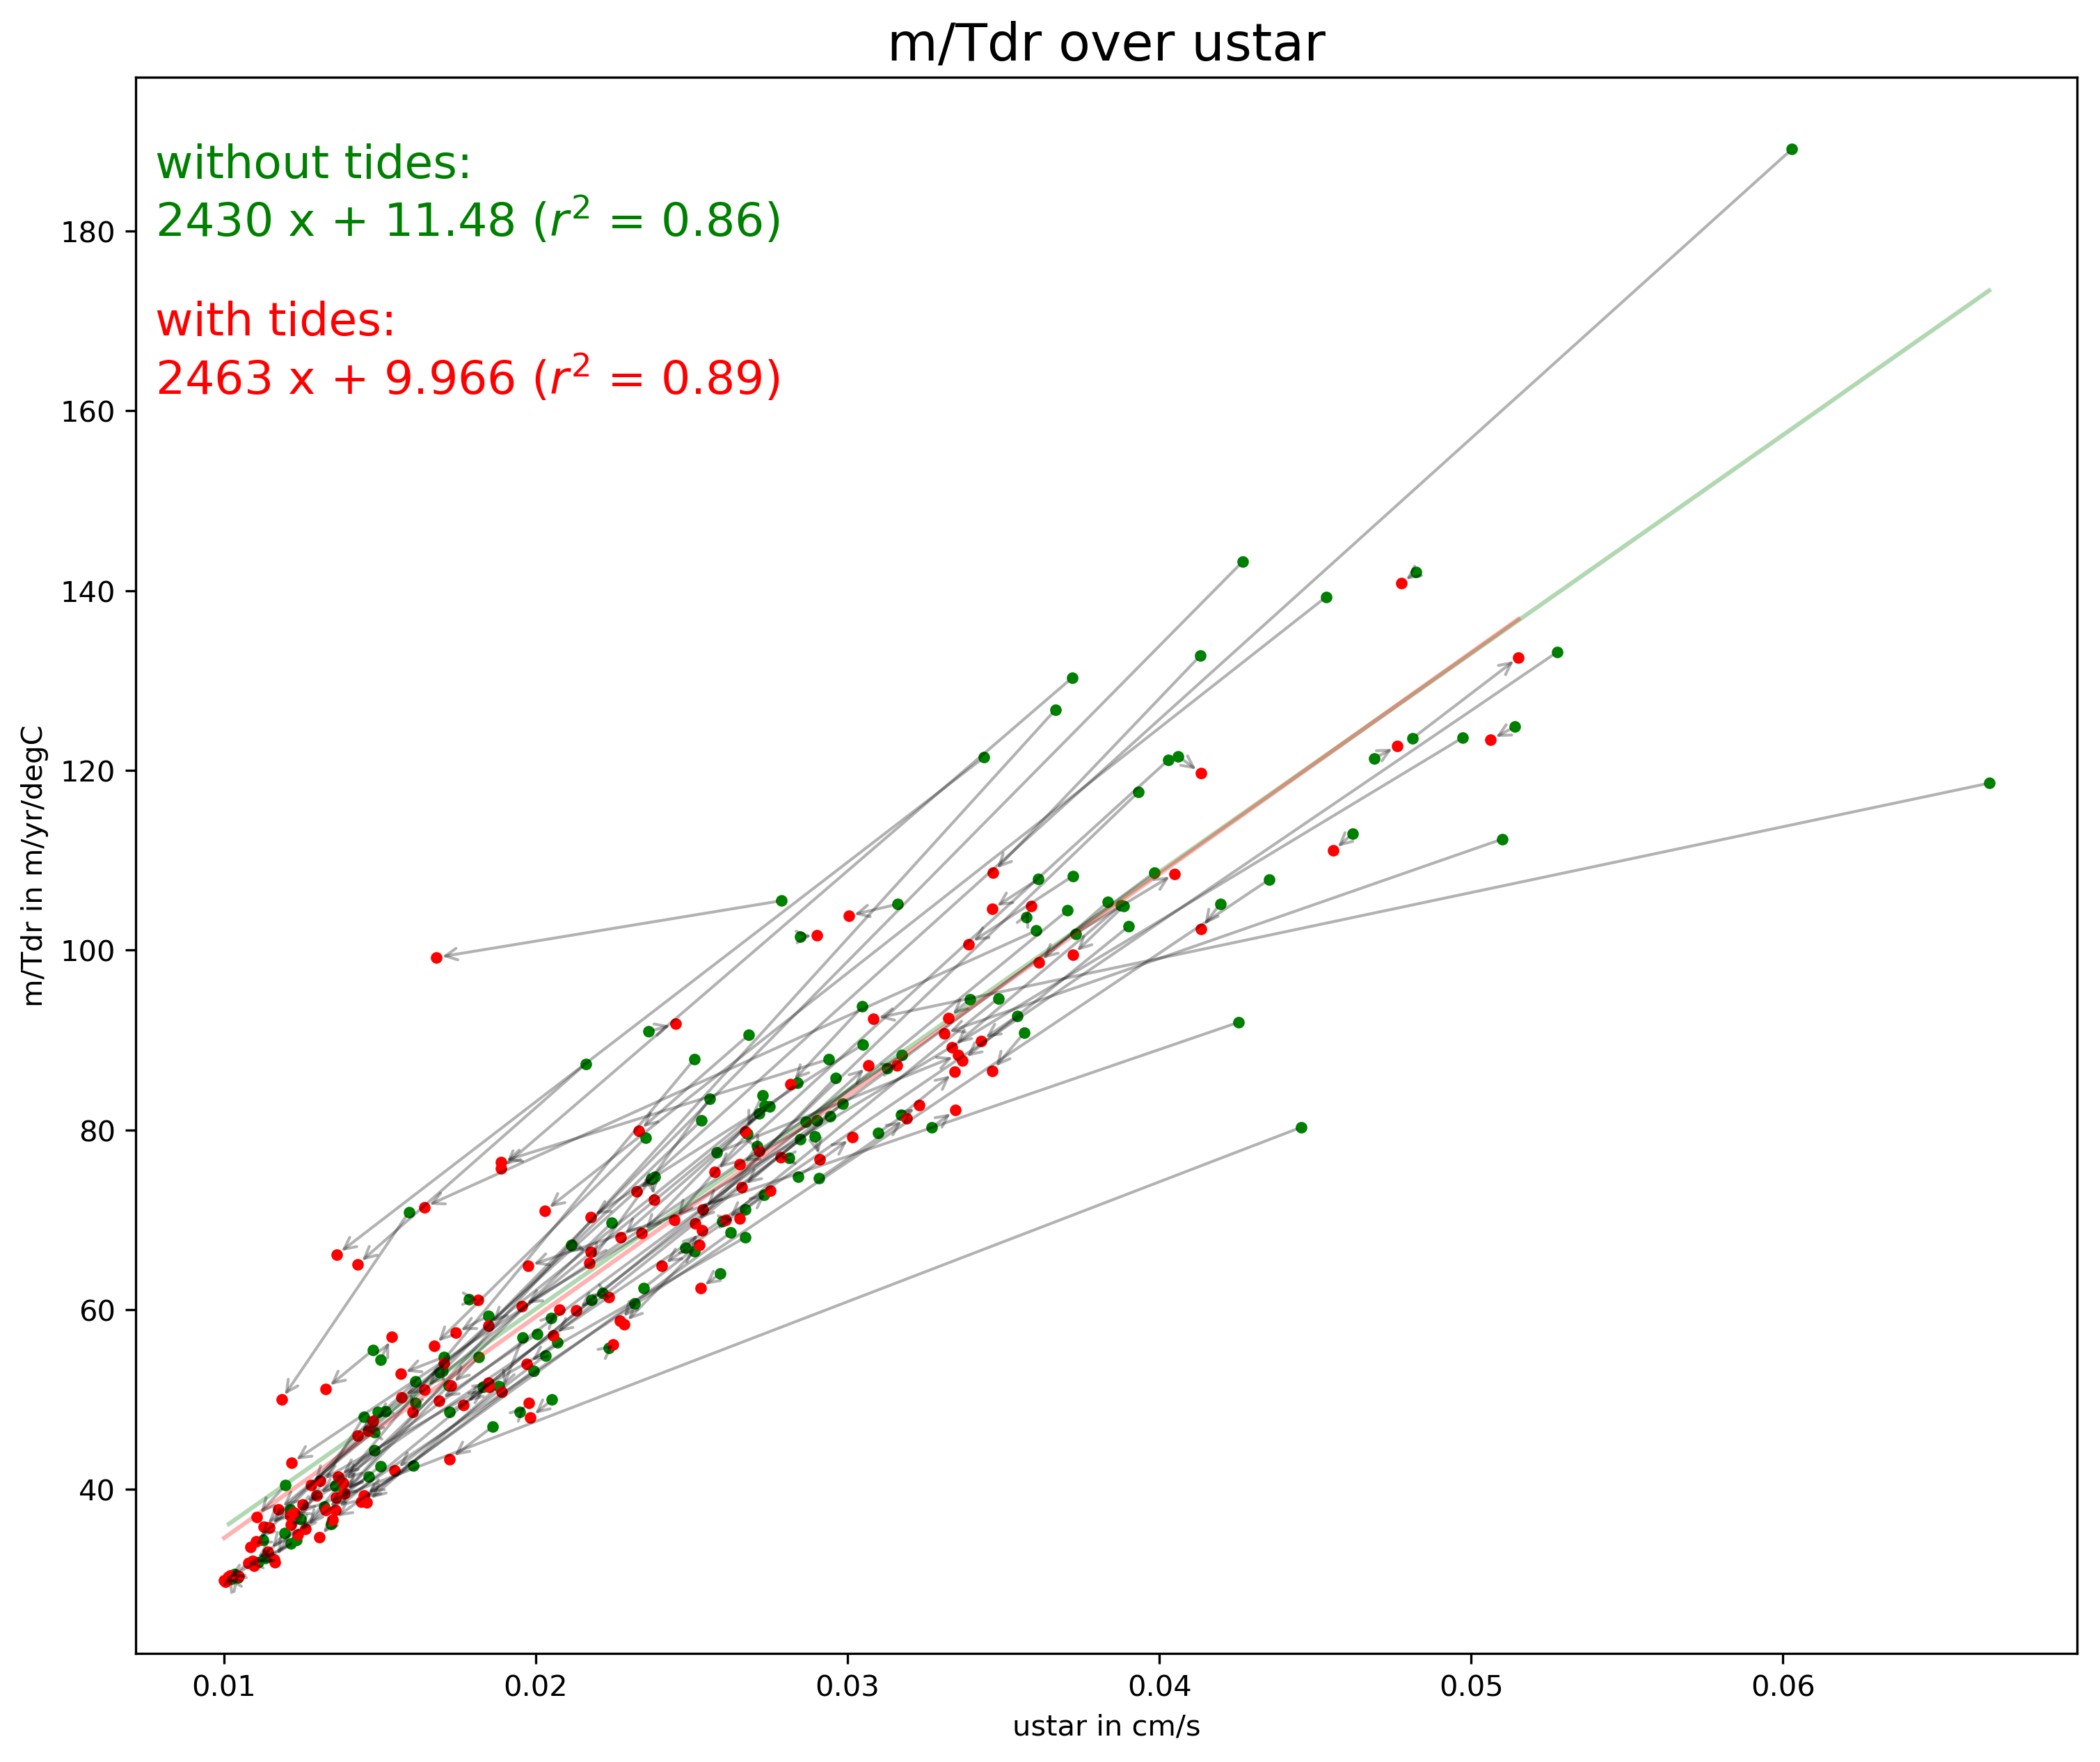 m/Tdr over ustar
without tides:
2430 x + 11.48 (r² = 0.86)
with tides:
2463 x + 9.966 (r² = 0.89)
m/Tdr in m/yr/degC
180
160
140
120
100
80
60
40
0.01 0.02 0.03 0.04 0.05 0.06
ustar in cm/s